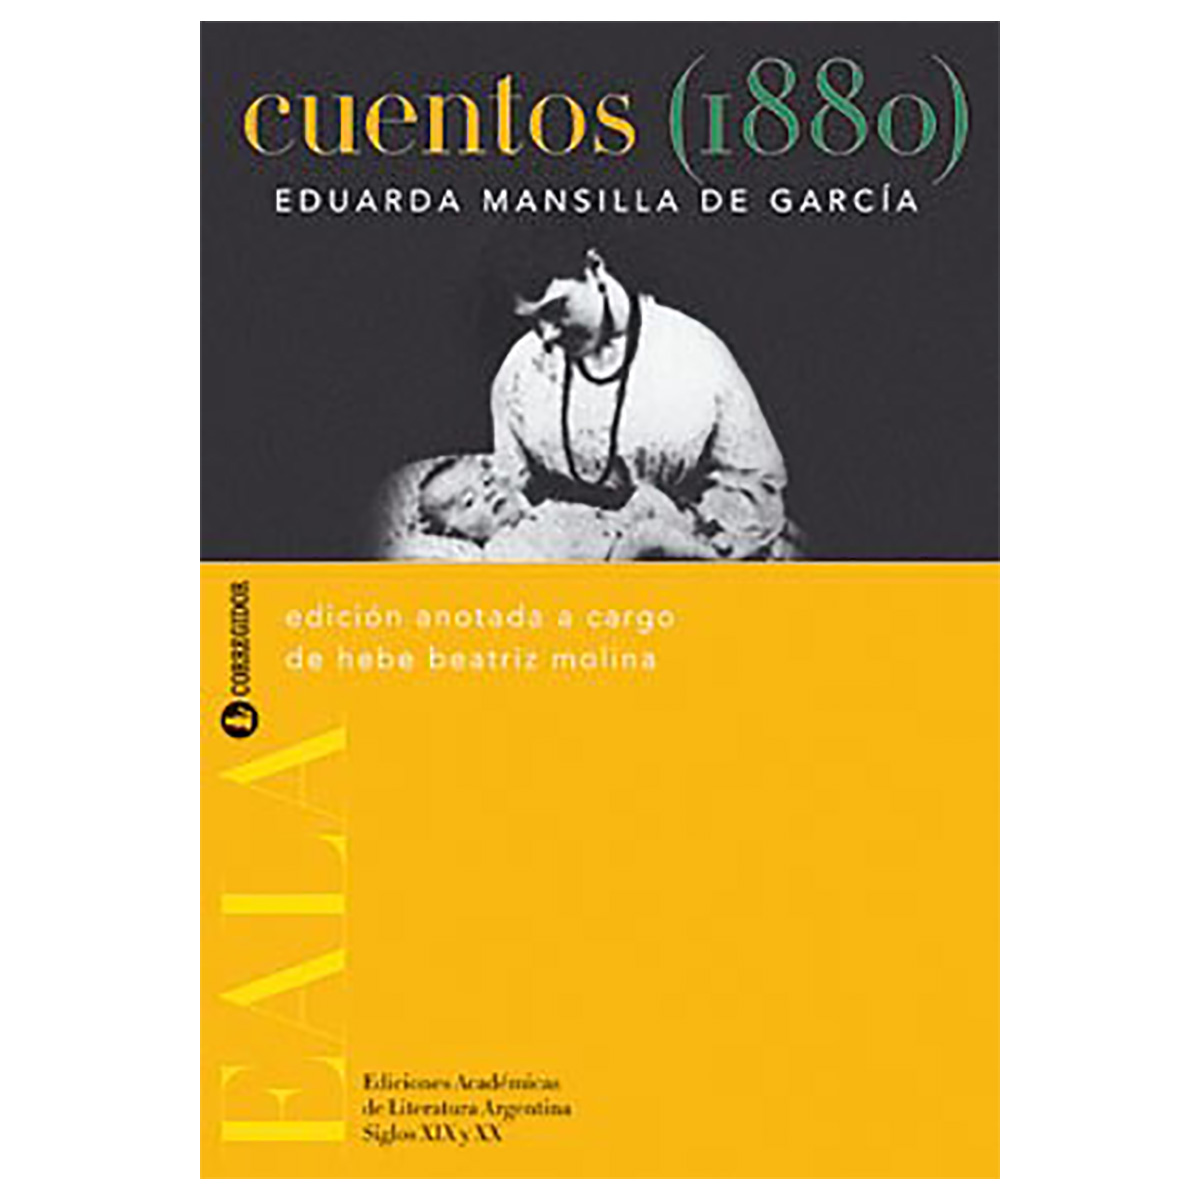 cuentos (1880)
EDUARDA MANSILLA DE GARCÍA
edición anotada a cargo
de hebe beatriz molina
CORREGIDOR
EALA
Ediciones Académicas
de Literatura Argentina
Siglos XIX y XX